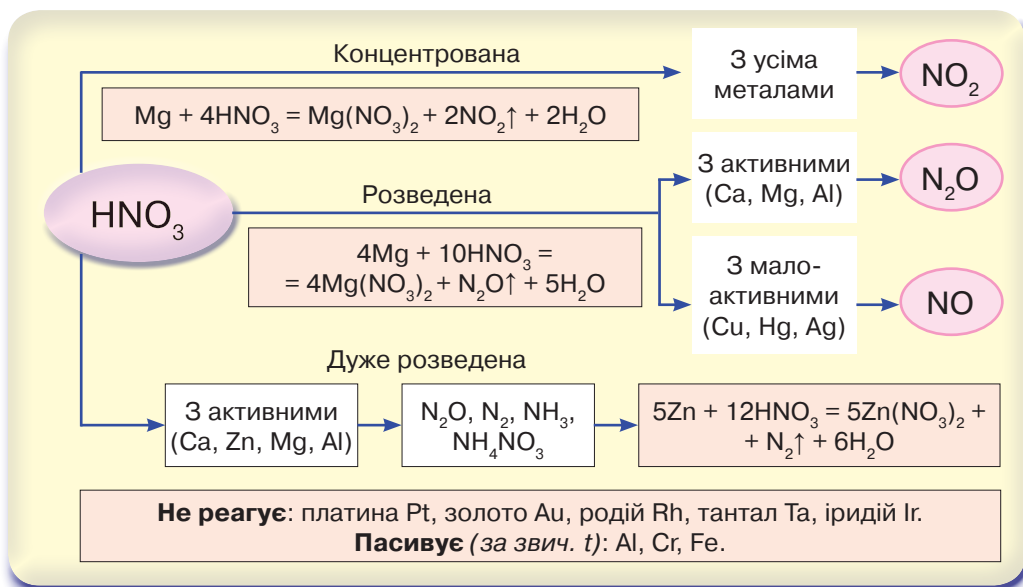 Концентрована
З усіма
металами
NO₂
Mg + 4HNO₃ = Mg(NO₃)₂ + 2NO₂↑ + 2H₂O
HNO₃
Розведена
З активними
(Ca, Mg, Al)
N₂O
4Mg + 10HNO₃ =
= 4Mg(NO₃)₂ + N₂O↑ + 5H₂O
З мало-
активними
(Cu, Hg, Ag)
NO
Дуже розведена
З активними
(Ca, Zn, Mg, Al)
N₂O, N₂, NH₃,
NH₄NO₃
5Zn + 12HNO₃ = 5Zn(NO₃)₂ +
+ N₂↑ + 6H₂O
Не реагує: платина Pt, золото Au, родій Rh, тантал Ta, іридій Ir.
Пасивує (за звич. t): Al, Cr, Fe.